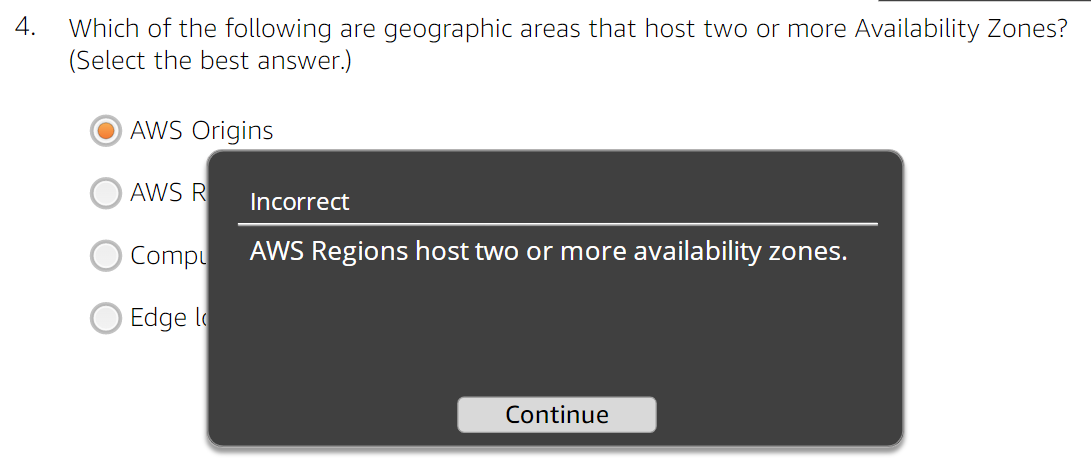 4. Which of the following are geographic areas that host two or more Availability Zones?
(Select the best answer.)
AWS Origins
AWS R
Incorrect
AWS Regions host two or more availability zones.
Compu
Edge
Continue